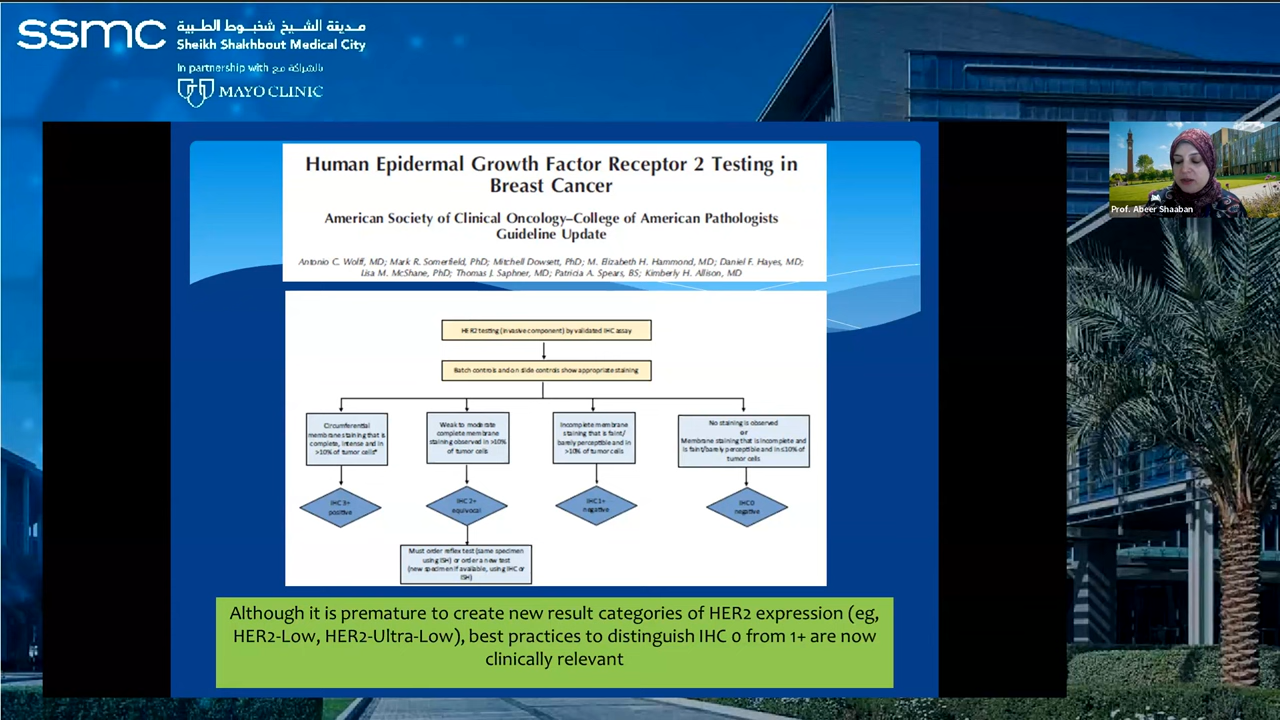 ssmc
مدينة الشيخ شخبوط الطبية
Sheikh Shakhbout Medical City
In partnership with بالشراكة مع
MAYO CLINIC
Prof. Abeer Shaaban
Human Epidermal Growth Factor Receptor 2 Testing in
Breast Cancer
American Society of Clinical Oncology–College of American Pathologists
Guideline Update
Antonio C. Wolff, MD; Mark R. Somerfield, PhD; Mitchell Dowsett, PhD; M. Elizabeth H. Hammond, MD; Daniel F. Hayes, MD;
Lisa M. McShane, PhD; Thomas J. Saphner, MD; Patricia A. Spears, BS; Kimberly H. Allison, MD
HER2 testing (invasive component) by validated IHC assay
Batch controls and on slide controls show appropriate staining
Circumferential
membrane staining that is
complete, intense and in
>10% of tumor cells*
Weak to moderate
complete membrane
staining observed in >10%
of tumor cells
Incomplete membrane
staining that is faint/
barely perceptible and in
>10% of tumor cells
No staining is observed
or
Membrane staining that is incomplete and
is faint/barely perceptible and in ≤10% of
tumor cells
IHC 3+
positive
IHC 2+
equivocal
IHC 1+
negative
IHC 0
negative
Must order reflex test (same specimen
using ISH) or order a new test
(new specimen if available, using IHC or
ISH)
Although it is premature to create new result categories of HER2 expression (eg,
HER2-Low, HER2-Ultra-Low), best practices to distinguish IHC 0 from 1+ are now
clinically relevant